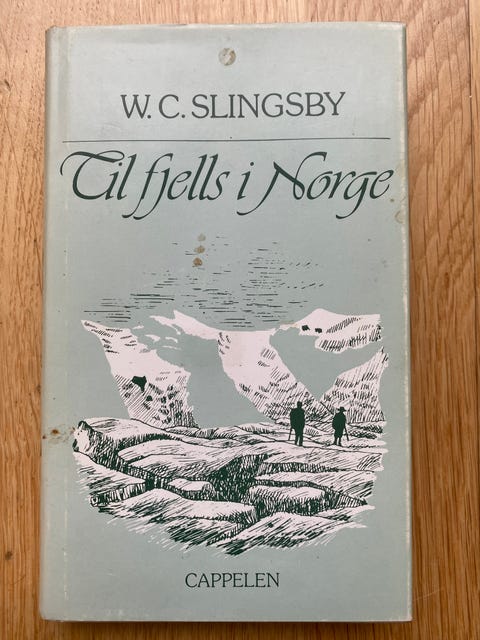 W. C. SLINGSBY
Til fjells i Norge
CAPPELEN